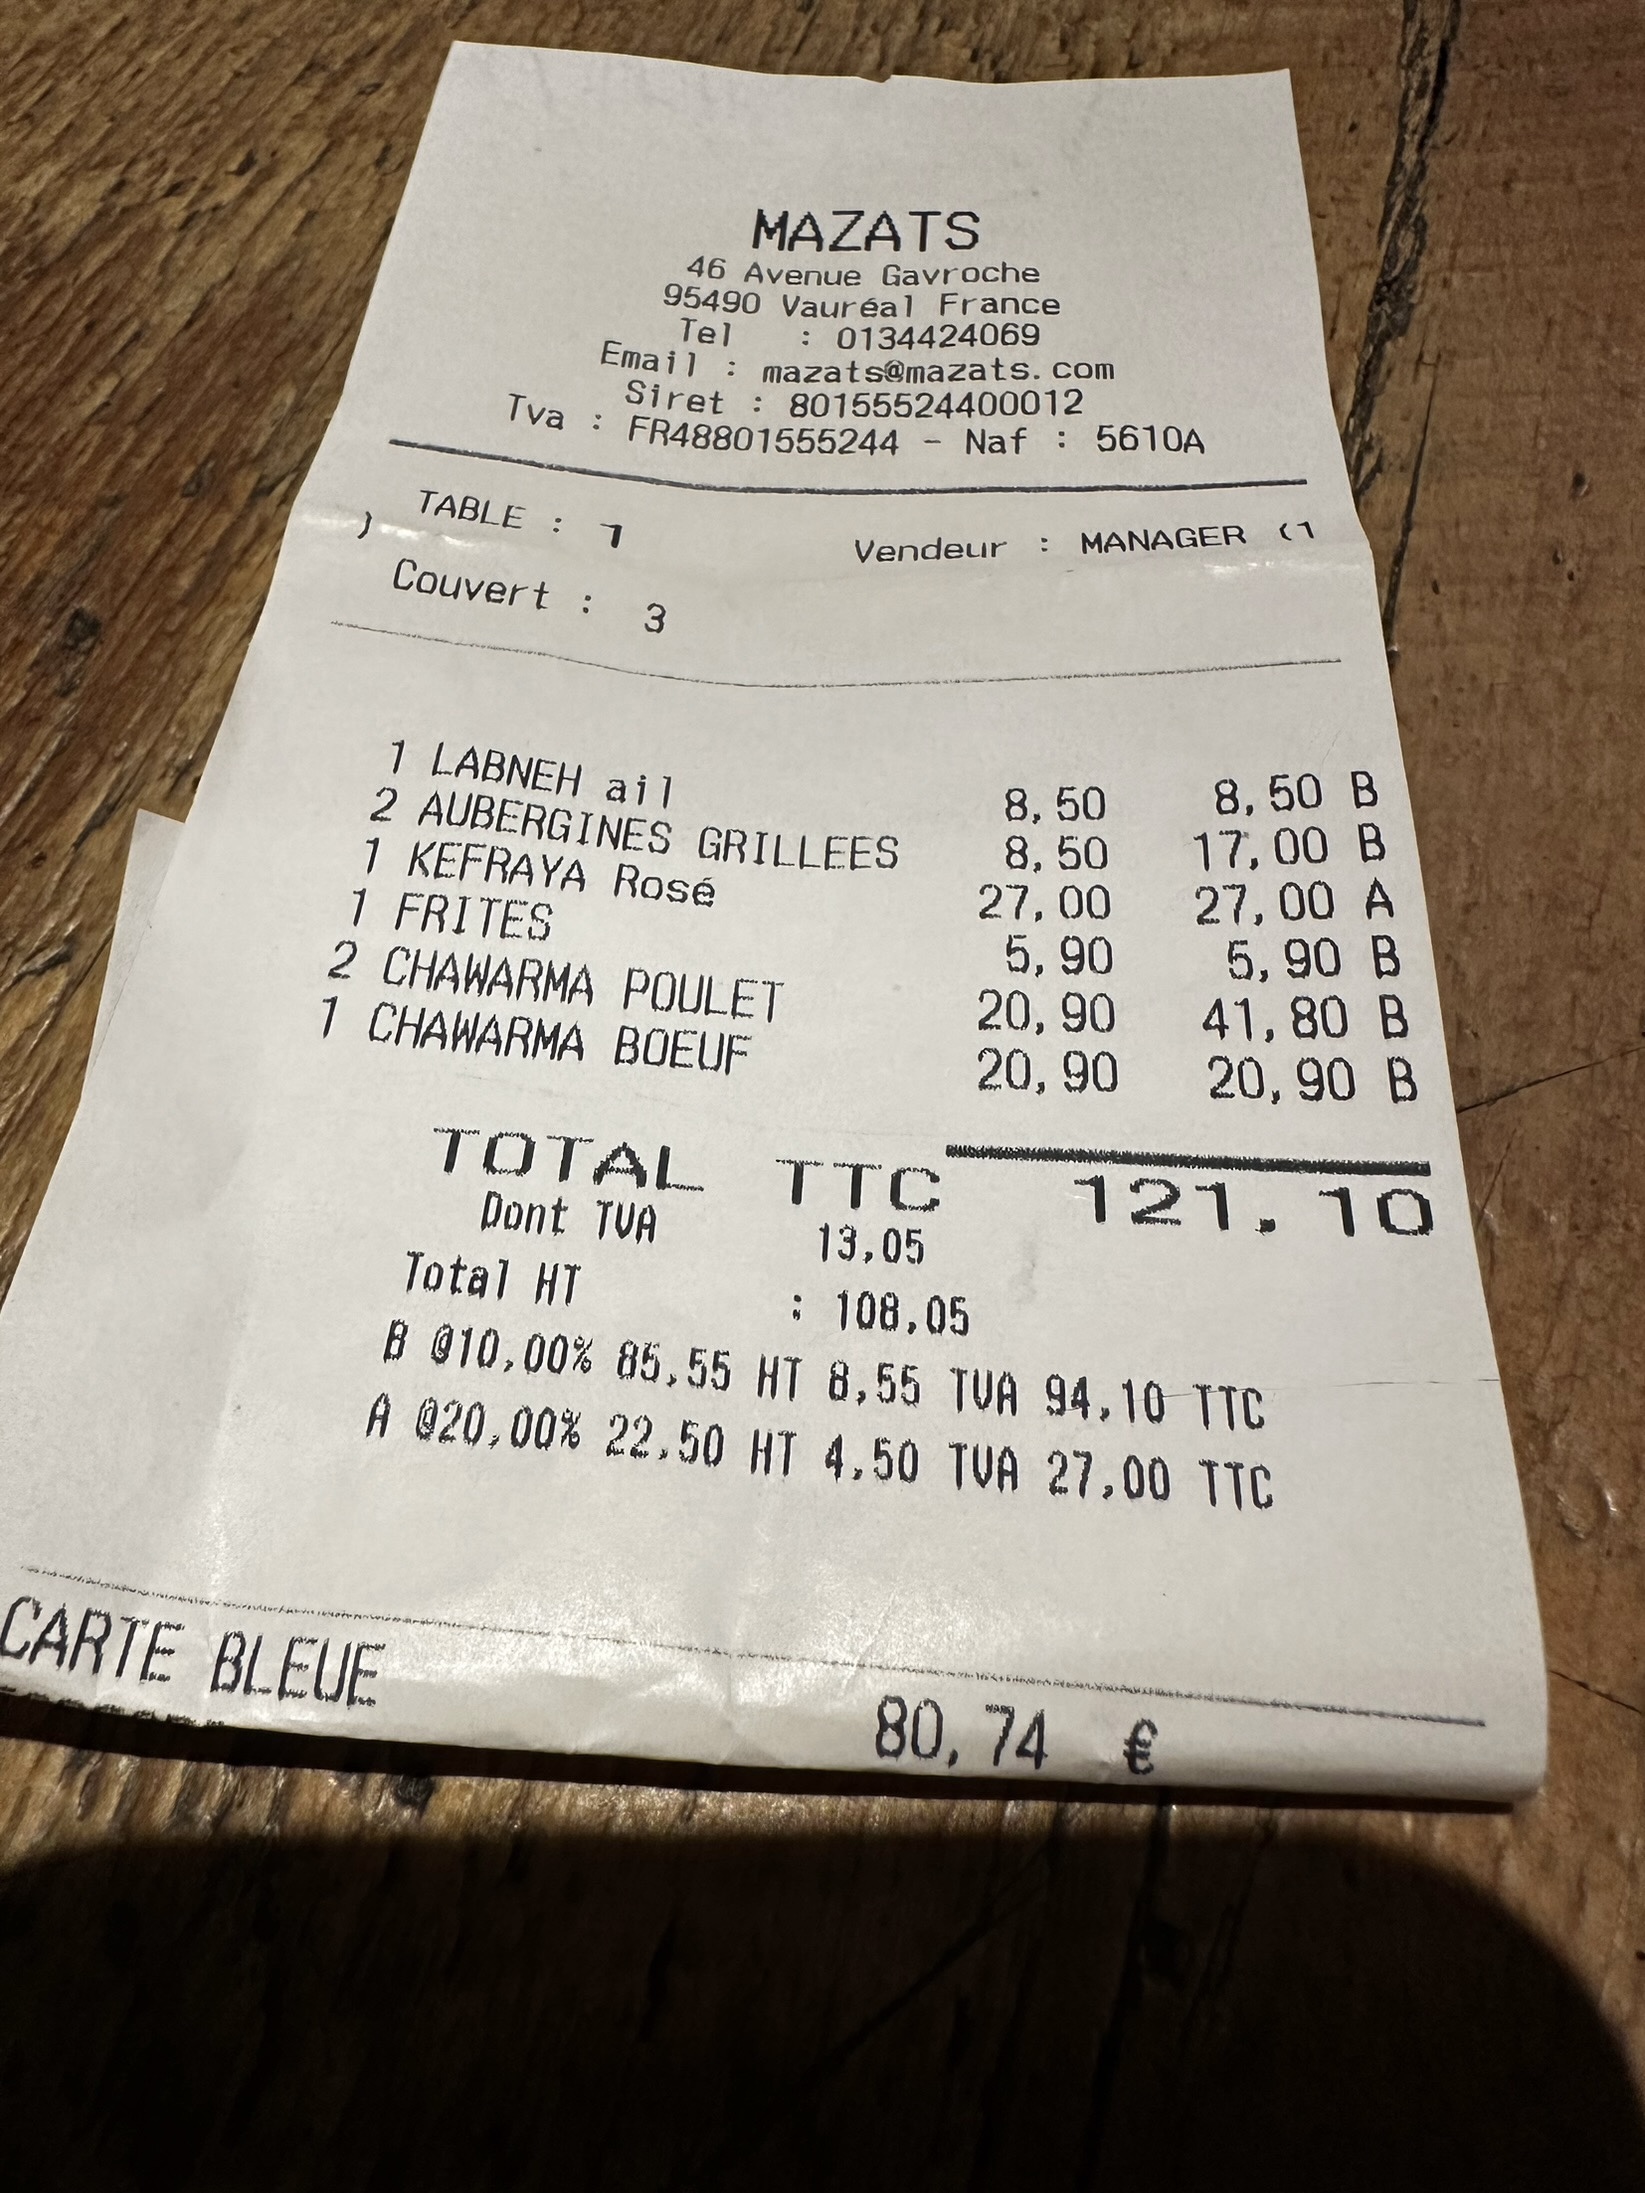 MAZATS
46 Avenue Gavroche
95490 Vauréal France
Tel : 0134424069
Email : mazats@mazats.com
Siret : 80155524400012
Tva : FR48801555244 - Naf : 5610A
TABLE : 1 Vendeur : MANAGER (1
)
Couvert : 3
1 LABNEH ail 8,50 8,50 B
2 AUBERGINES GRILLEES 8,50 17,00 B
1 KEFRAYA Rosé 27,00 27,00 A
1 FRITES 5,90 5,90 B
2 CHAWARMA POULET 20,90 41,80 B
1 CHAWARMA BOEUF 20,90 20,90 B
TOTAL TTC 121.10
Dont TVA 13,05
Total HT : 108,05
B @10,00% 85,55 HT 8,55 TVA 94,10 TTC
A @20,00% 22,50 HT 4,50 TVA 27,00 TTC
CARTE BLEUE 80,74 €